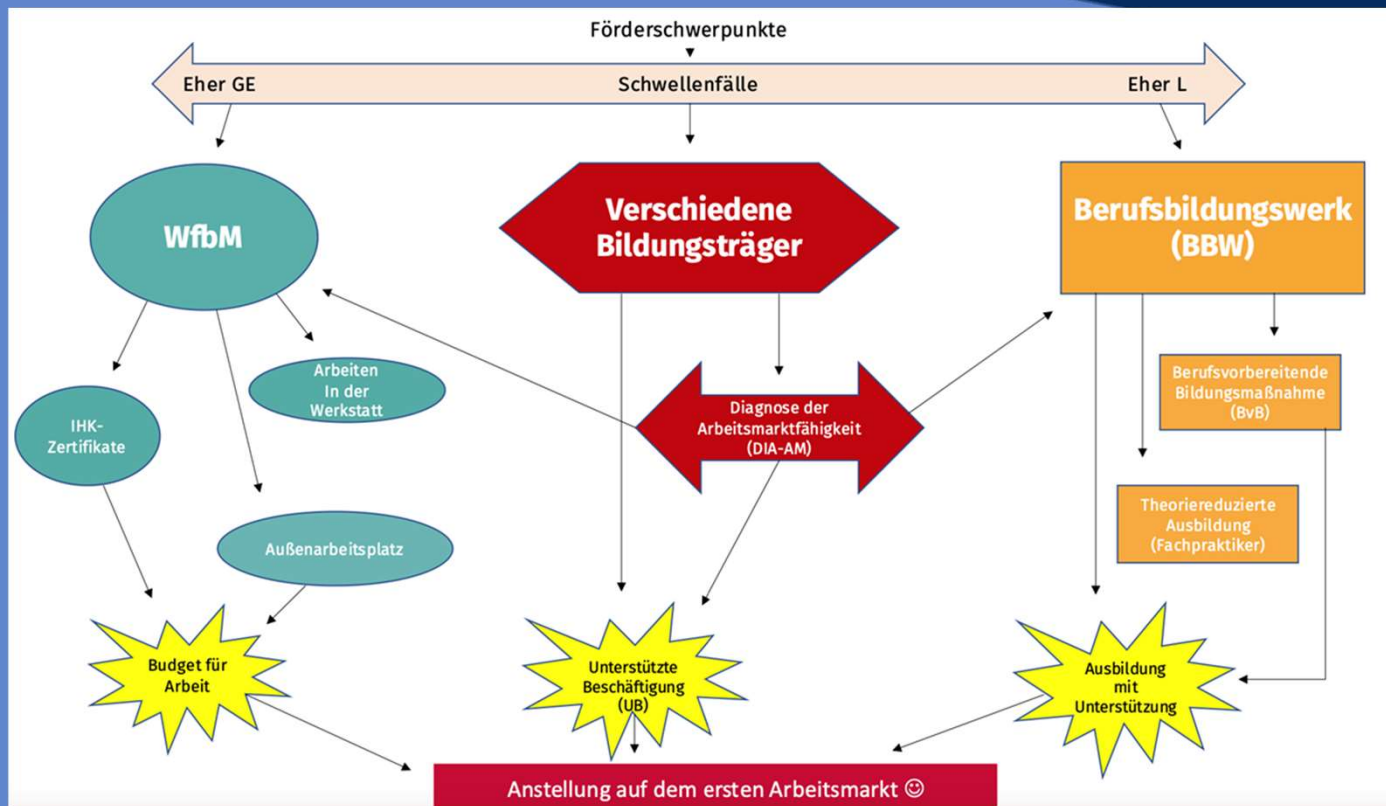 Förderschwerpunkte
Eher GE
Schwellenfälle
Eher L
WfbM
Verschiedene
Bildungsträger
Berufsbildungswerk
(BBW)
Arbeiten
In der
Werkstatt
IHK-
Zertifikate
Außenarbeitsplatz
Diagnose der
Arbeitsmarktfähigkeit
(DIA-AM)
Berufsvorbereitende
Bildungsmaßnahme
(BvB)
Theoriereduzierte
Ausbildung
(Fachpraktiker)
Budget für
Arbeit
Unterstützte
Beschäftigung
(UB)
Ausbildung
mit
Unterstützung
Anstellung auf dem ersten Arbeitsmarkt ☺